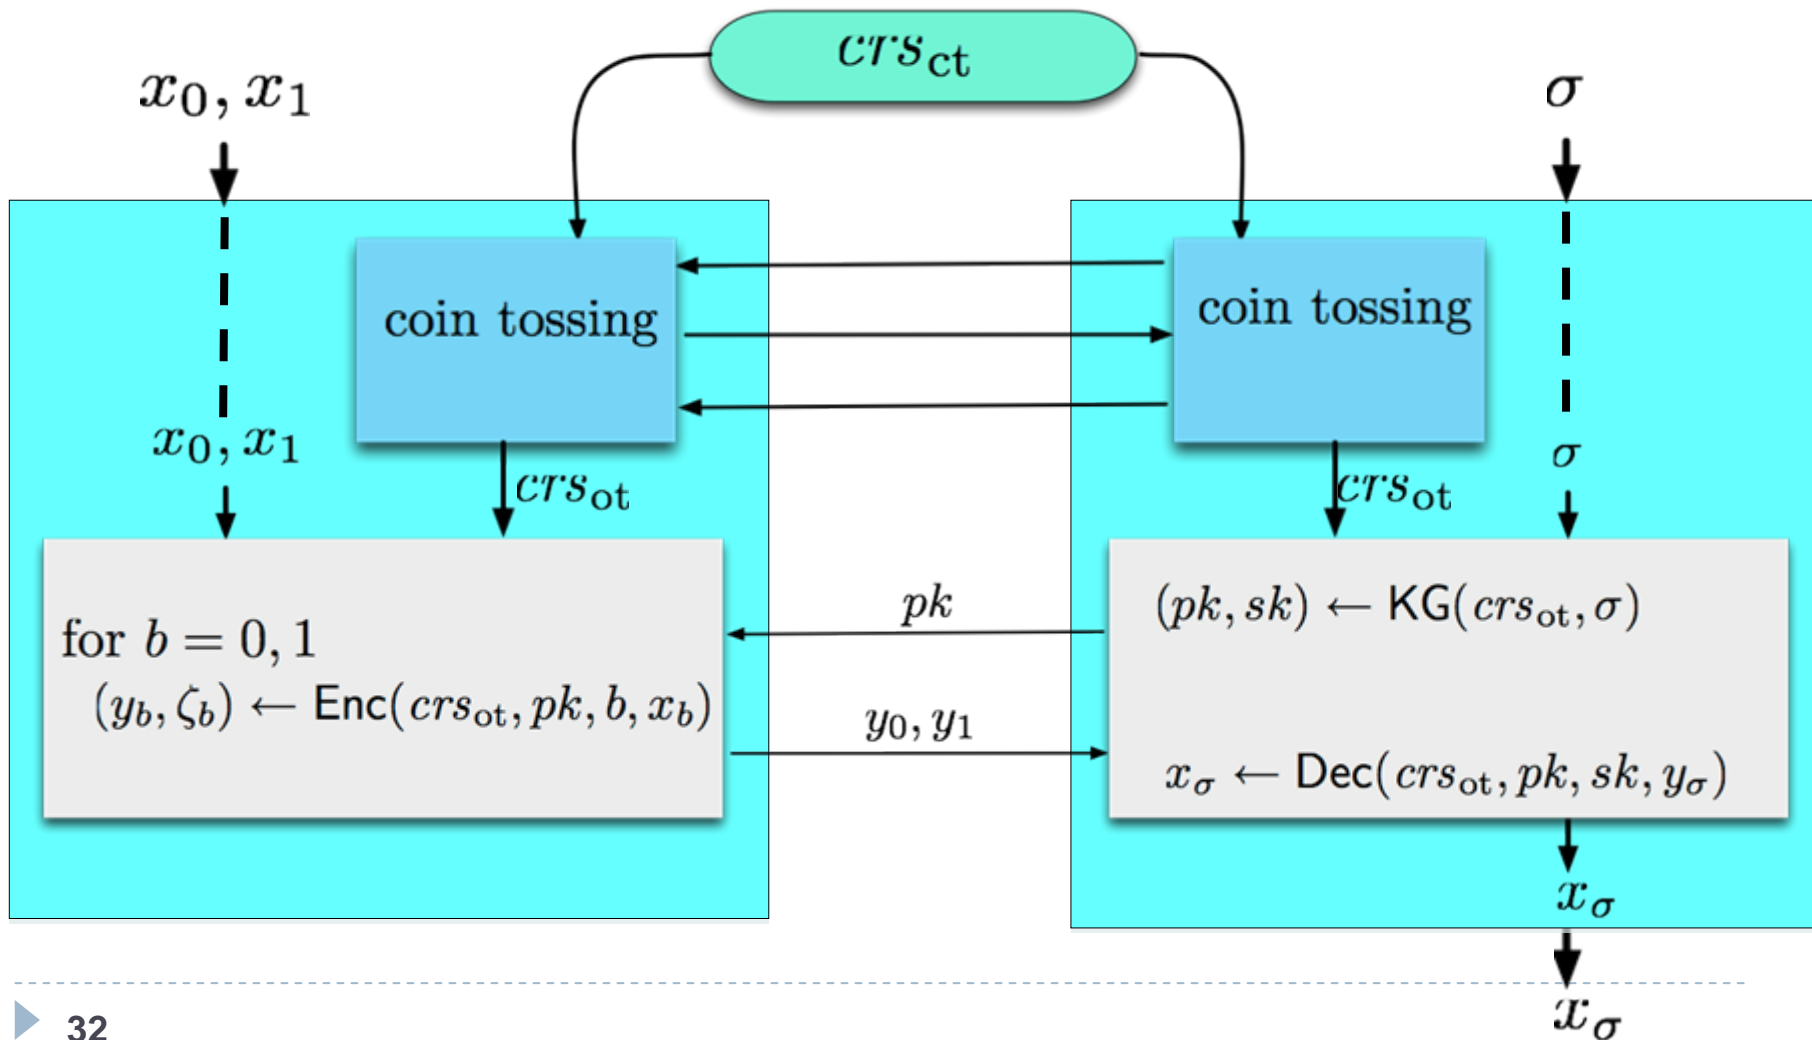 crs_ct
x_0, x_1
σ
coin tossing
coin tossing
x_0, x_1
σ
crs_ot
crs_ot
for b = 0, 1
(y_b, ζ_b) ← Enc(crs_ot, pk, b, x_b)
pk
y_0, y_1
(pk, sk) ← KG(crs_ot, σ)
x_σ ← Dec(crs_ot, pk, sk, y_σ)
x_σ
x_σ
32